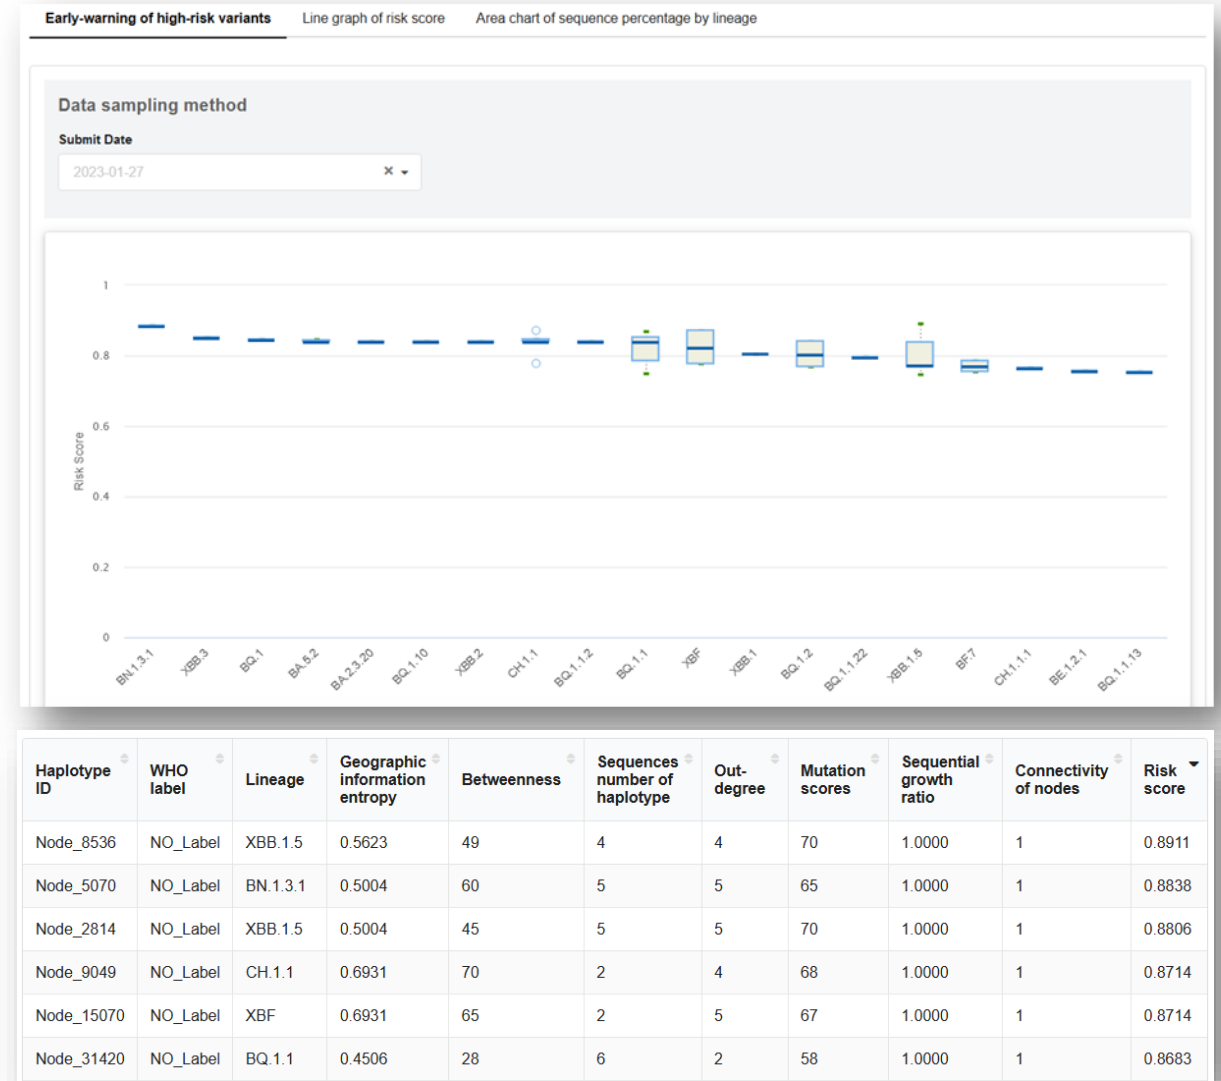 Early-warning of high-risk variants Line graph of risk score Area chart of sequence percentage by lineage
Data sampling method
Submit Date
2023-01-27
1
0.8
0.6
0.4
0.2
0
Risk Score
BN.1.3.1 XBB.3 BQ.1 BA.5.2 BA.2.3.20 BQ.1.10 XBB.2 CH.1.1 BQ.1.1.2 BQ.1.1 XBF XBB.1 BQ.1.2 BQ.1.1.22 XBB.1.5 BF.7 CH.1.1.1 BE.1.2.1 BQ.1.1.13
Haplotype ID WHO label Lineage Geographic information entropy Betweenness Sequences number of haplotype Out-degree Mutation scores Sequential growth ratio Connectivity of nodes Risk score
Node_8536 NO_Label XBB.1.5 0.5623 49 4 4 70 1.0000 1 0.8911
Node_5070 NO_Label BN.1.3.1 0.5004 60 5 5 65 1.0000 1 0.8838
Node_2814 NO_Label XBB.1.5 0.5004 45 5 5 70 1.0000 1 0.8806
Node_9049 NO_Label CH.1.1 0.6931 70 2 4 68 1.0000 1 0.8714
Node_15070 NO_Label XBF 0.6931 65 2 5 67 1.0000 1 0.8714
Node_31420 NO_Label BQ.1.1 0.4506 28 6 2 58 1.0000 1 0.8683